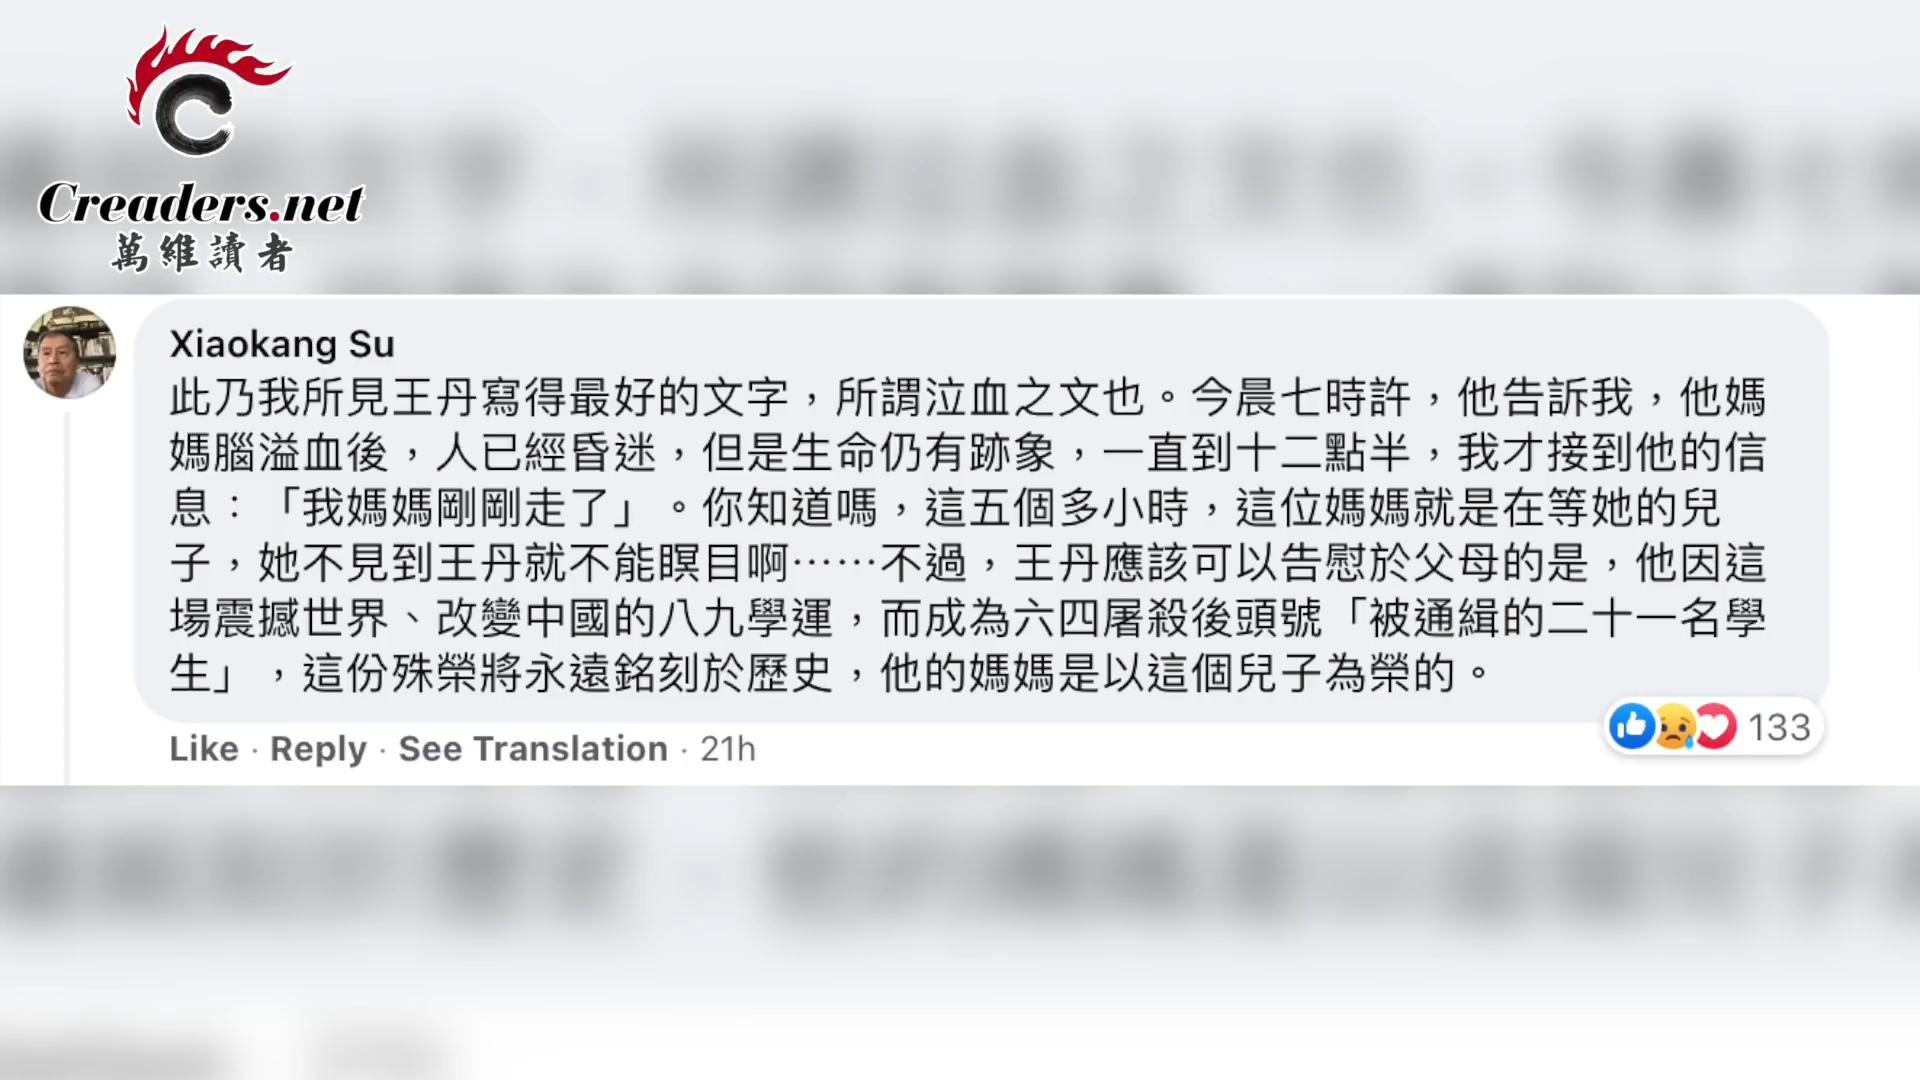 Creaders.net
萬維讀者
Xiaokang Su
此乃我所見王丹寫得最好的文字，所謂泣血之文也。今晨七時許，他告訴我，他媽
媽腦溢血後，人已經昏迷，但是生命仍有跡象，一直到十二點半，我才接到他的信
息：「我媽媽剛剛走了」。你知道嗎，這五個多小時，這位媽媽就是在等她的兒
子，她不見到王丹就不能瞑目啊⋯⋯不過，王丹應該可以告慰於父母的是，他因這
場震撼世界、改變中國的八九學運，而成為六四屠殺後頭號「被通緝的二十一名學
生」，這份殊榮將永遠銘刻於歷史，他的媽媽是以這個兒子為榮的。
Like · Reply · See Translation · 21h
133